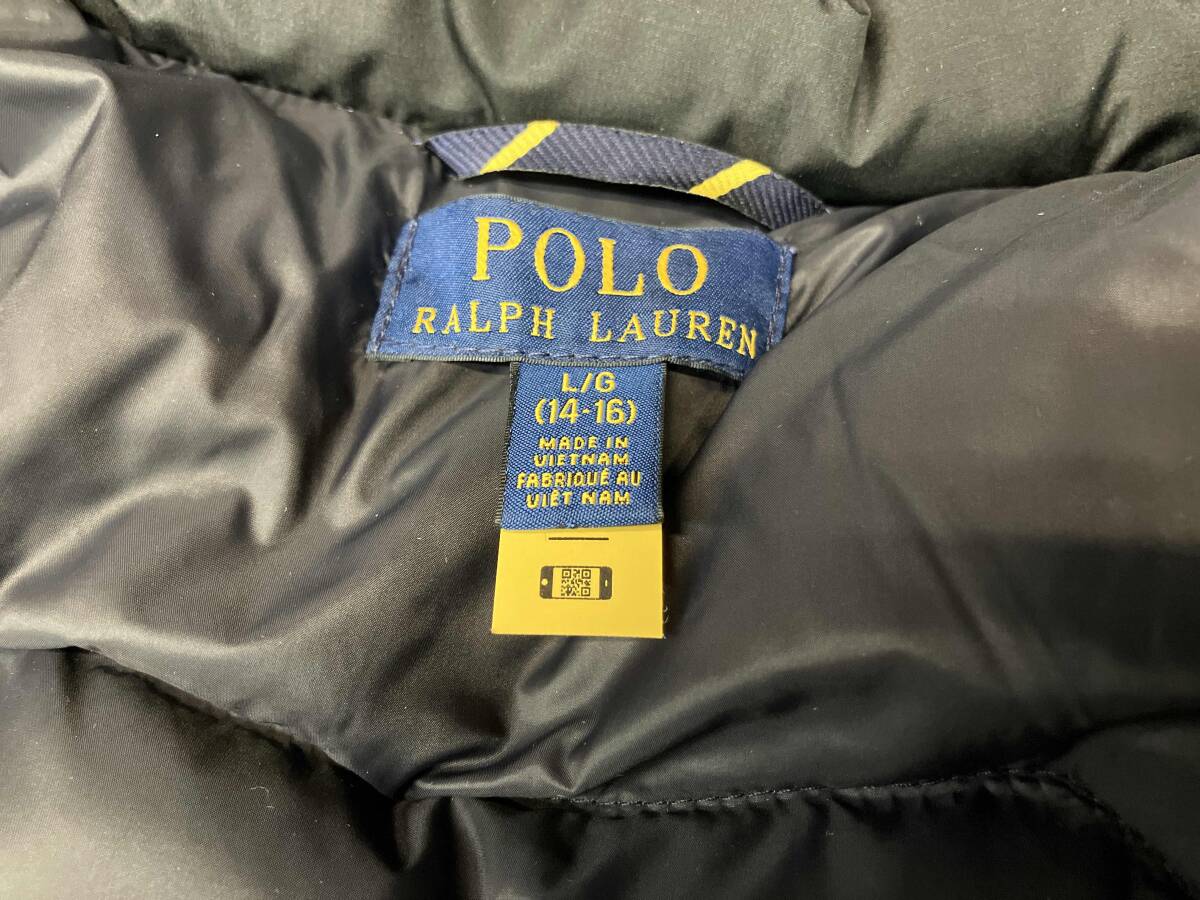 POLO
RALPH LAUREN
L/G
(14-16)
MADE IN
VIETNAM
FABRIQUÉ AU
VIÊT NAM